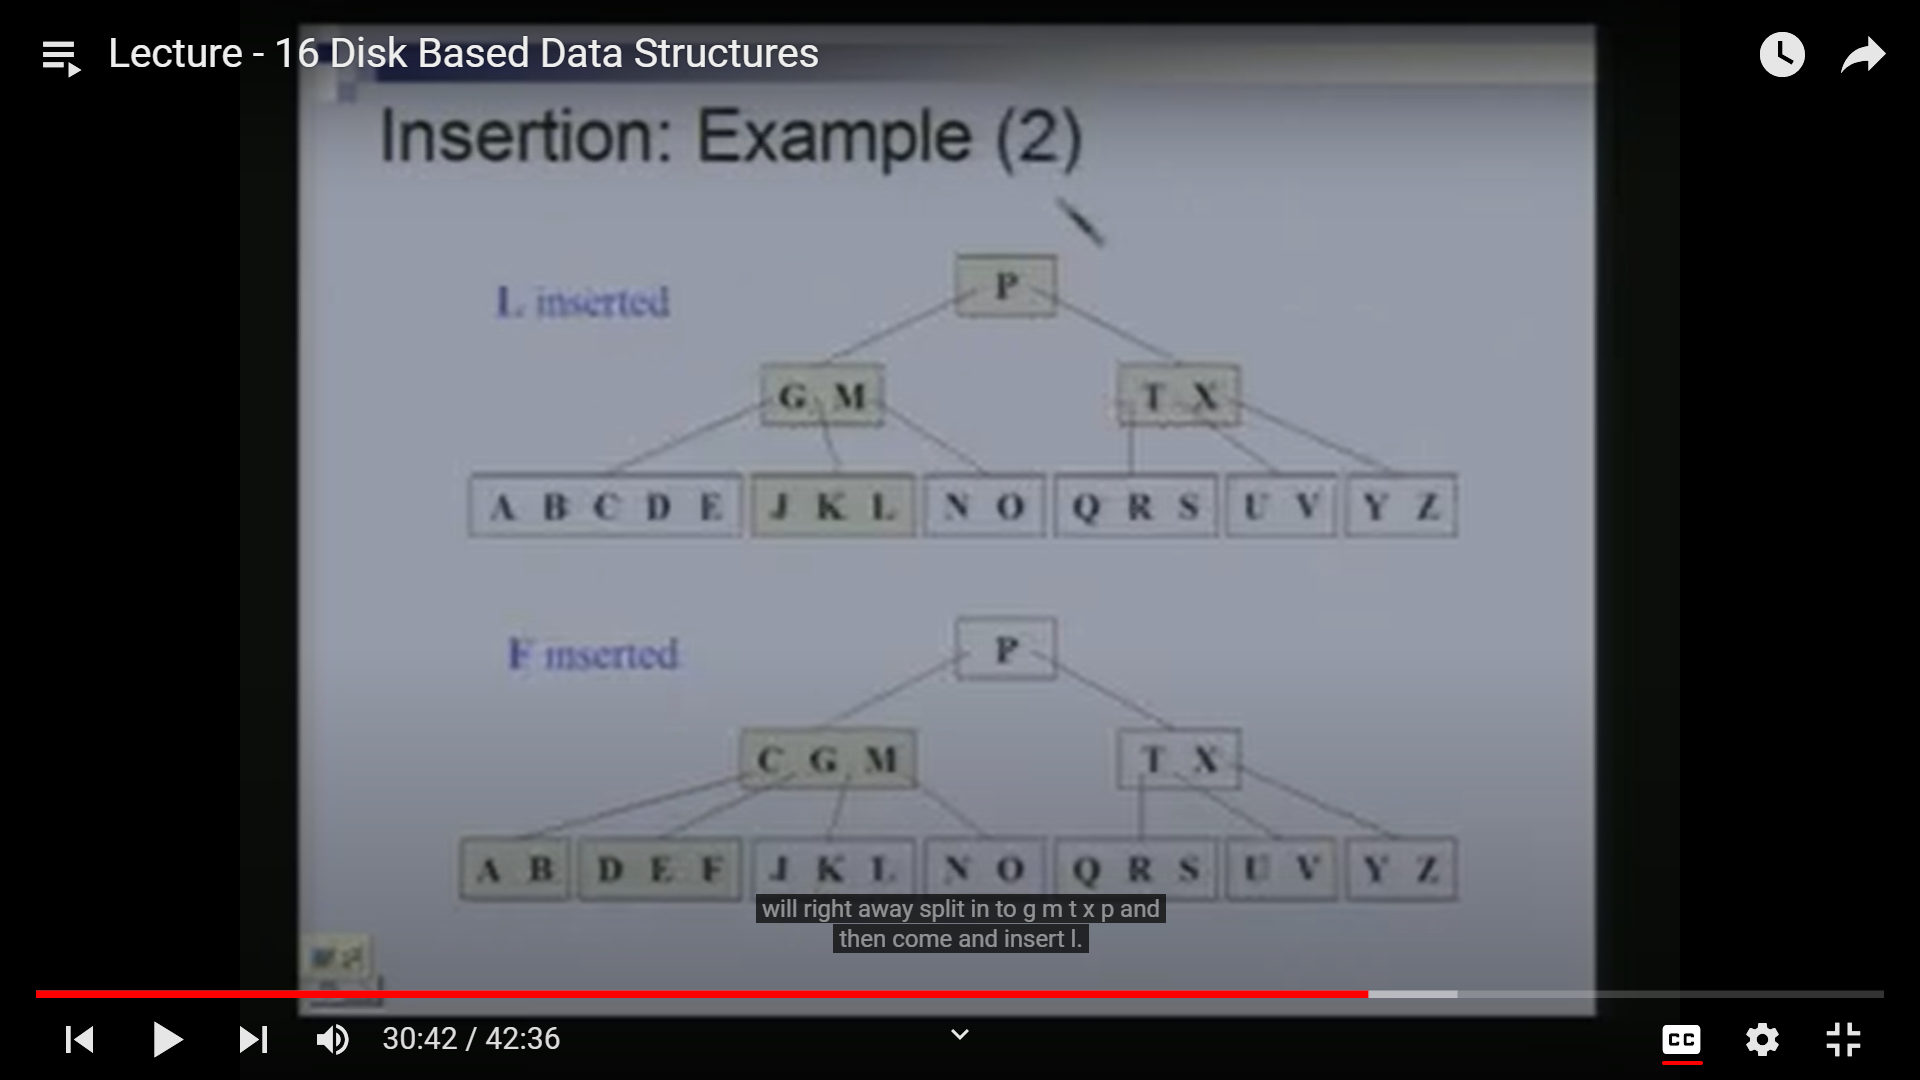 Lecture - 16 Disk Based Data Structures
Insertion: Example (2)
L inserted
P
G M
T X
A B C D E
J K L
N O
Q R S
U V
Y Z
F inserted
P
C G M
T X
A B
D E F
J K L
N O
Q R S
U V
Y Z
will right away split in to g m t x p and
then come and insert l.
30:42 / 42:36
CC